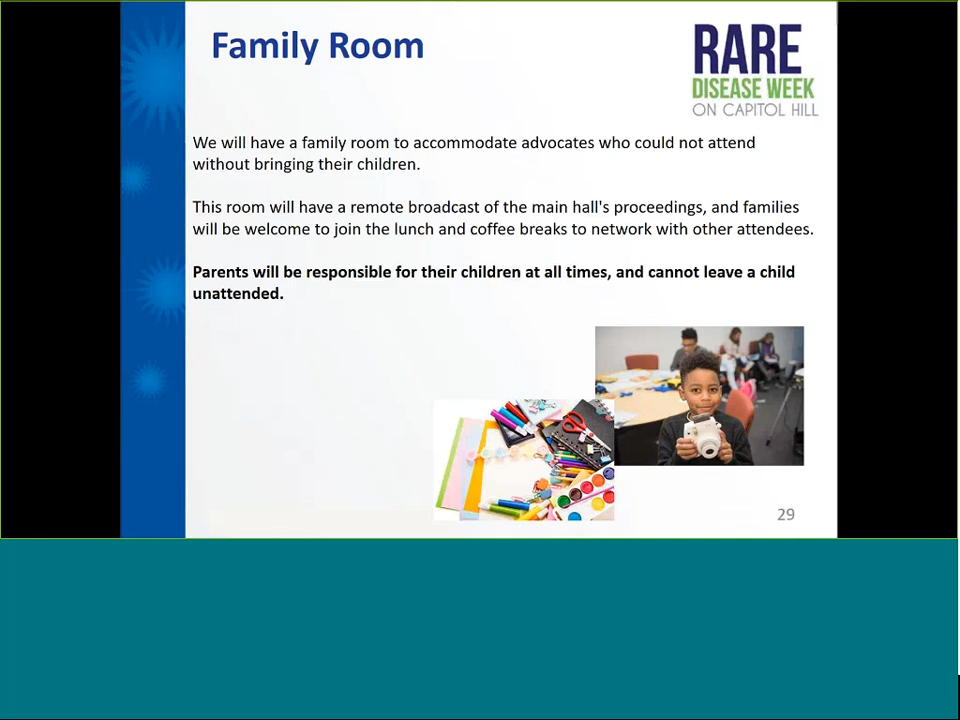 Family Room
RARE
DISEASE WEEK
ON CAPITOL HILL
We will have a family room to accommodate advocates who could not attend
without bringing their children.
This room will have a remote broadcast of the main hall's proceedings, and families
will be welcome to join the lunch and coffee breaks to network with other attendees.
Parents will be responsible for their children at all times, and cannot leave a child
unattended.
29